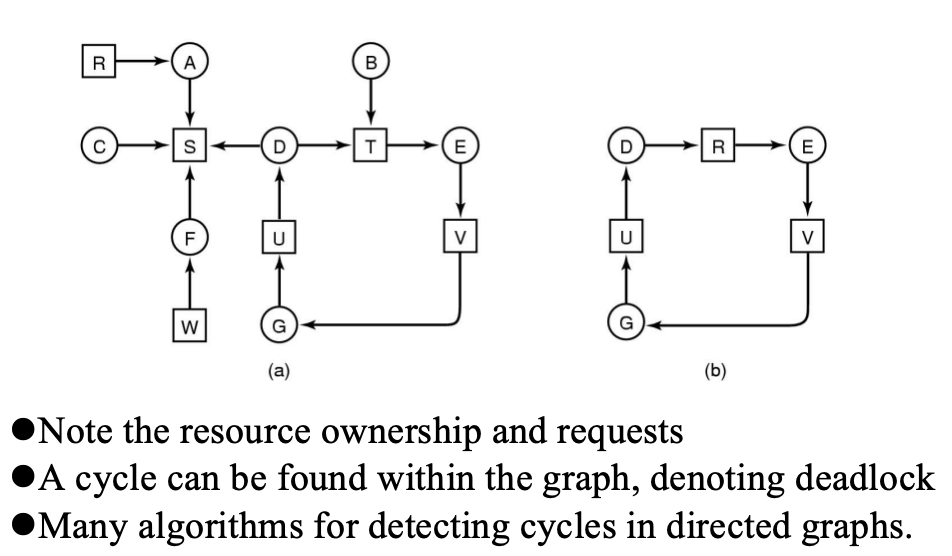 R A B
C S D T E D R E
F U V U V
W G G
(a) (b)
●Note the resource ownership and requests
●A cycle can be found within the graph, denoting deadlock
●Many algorithms for detecting cycles in directed graphs.